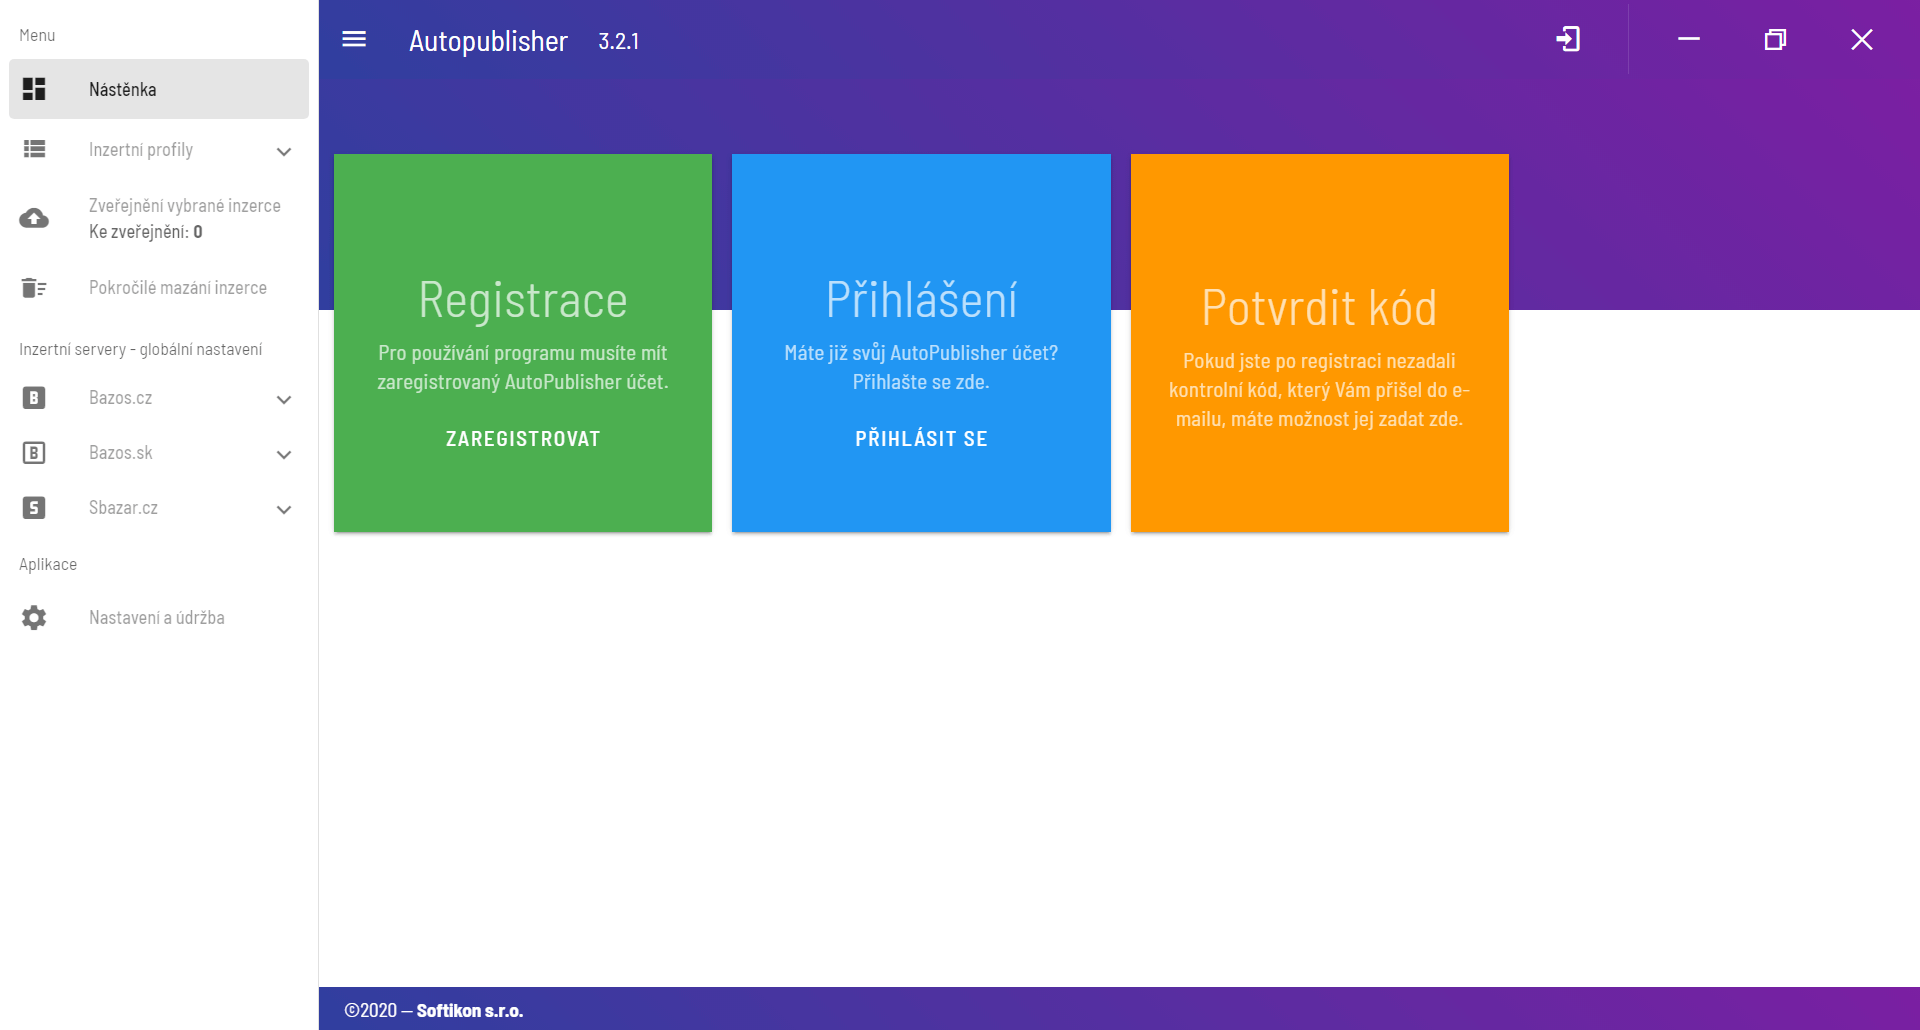 Menu
Nástěnka
Inzertní profily
Zveřejnění vybrané inzerce
Ke zveřejnění: 0
Pokročilé mazání inzerce
Inzertní servery - globální nastavení
B Bazos.cz
B Bazos.sk
S Sbazar.cz
Aplikace
Nastavení a údržba
Autopublisher 3.2.1
Registrace
Pro používání programu musíte mít
zaregistrovaný AutoPublisher účet.
ZAREGISTROVAT
Přihlášení
Máte již svůj AutoPublisher účet?
Přihlašte se zde.
PŘIHLÁSIT SE
Potvrdit kód
Pokud jste po registraci nezadali
kontrolní kód, který Vám přišel do e-
mailu, máte možnost jej zadat zde.
©2020 — Softikon s.r.o.